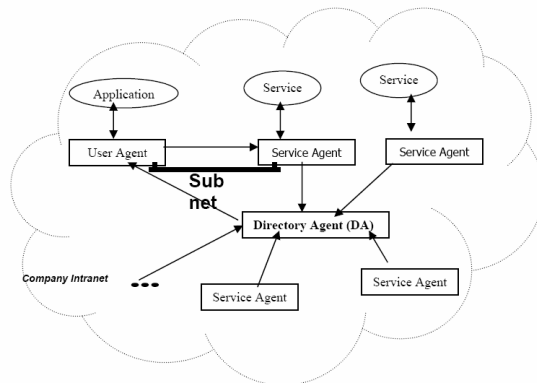 Application
Service
Service
User Agent
Service Agent
Service Agent
Sub
net
Directory Agent (DA)
Company Intranet
Service Agent
Service Agent